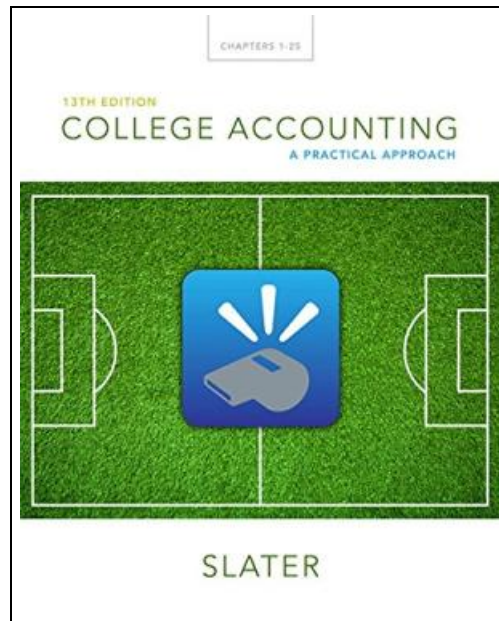 CHAPTERS 1-25
13TH EDITION
COLLEGE ACCOUNTING
A PRACTICAL APPROACH
SLATER